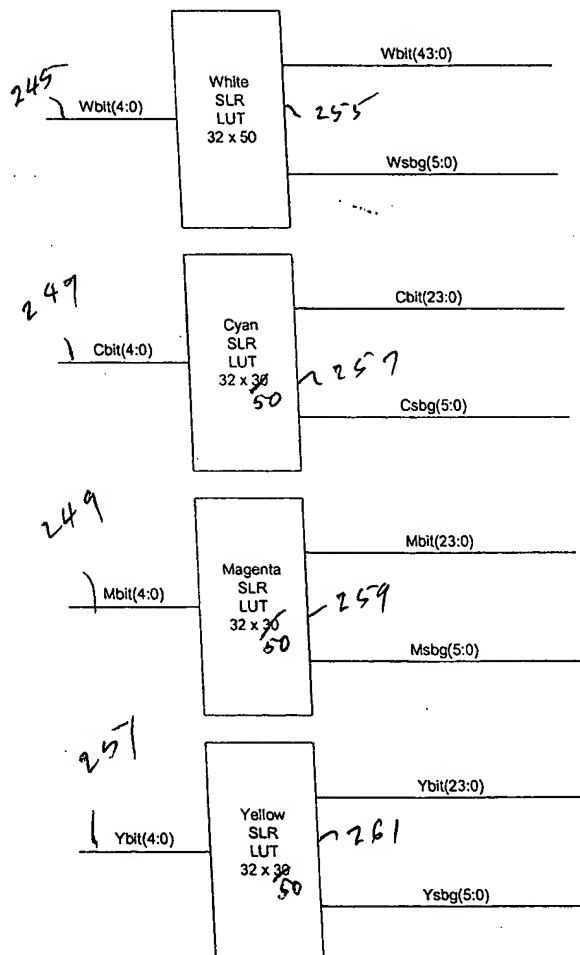 245
Wbit(4:0)
White
SLR
LUT
32 x 50
Wbit(43:0)
255
Wsbg(5:0)
249
Cbit(4:0)
Cyan
SLR
LUT
32 x 30
50
Cbit(23:0)
257
Csbg(5:0)
249
Mbit(4:0)
Magenta
SLR
LUT
32 x 30
50
Mbit(23:0)
259
Msbg(5:0)
251
Ybit(4:0)
Yellow
SLR
LUT
32 x 30
50
Ybit(23:0)
261
Ysbg(5:0)